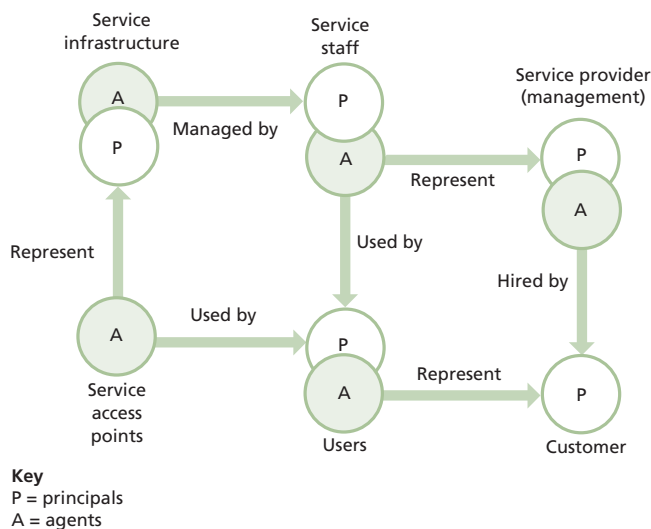 Service
infrastructure
Service
staff
Service provider
(management)
A
P
P
A
P
A
Managed by
Represent
Represent
Used by
Hired by
A
Used by
P
A
Represent
P
Service
access
points
Users
Customer
Key
P = principals
A = agents